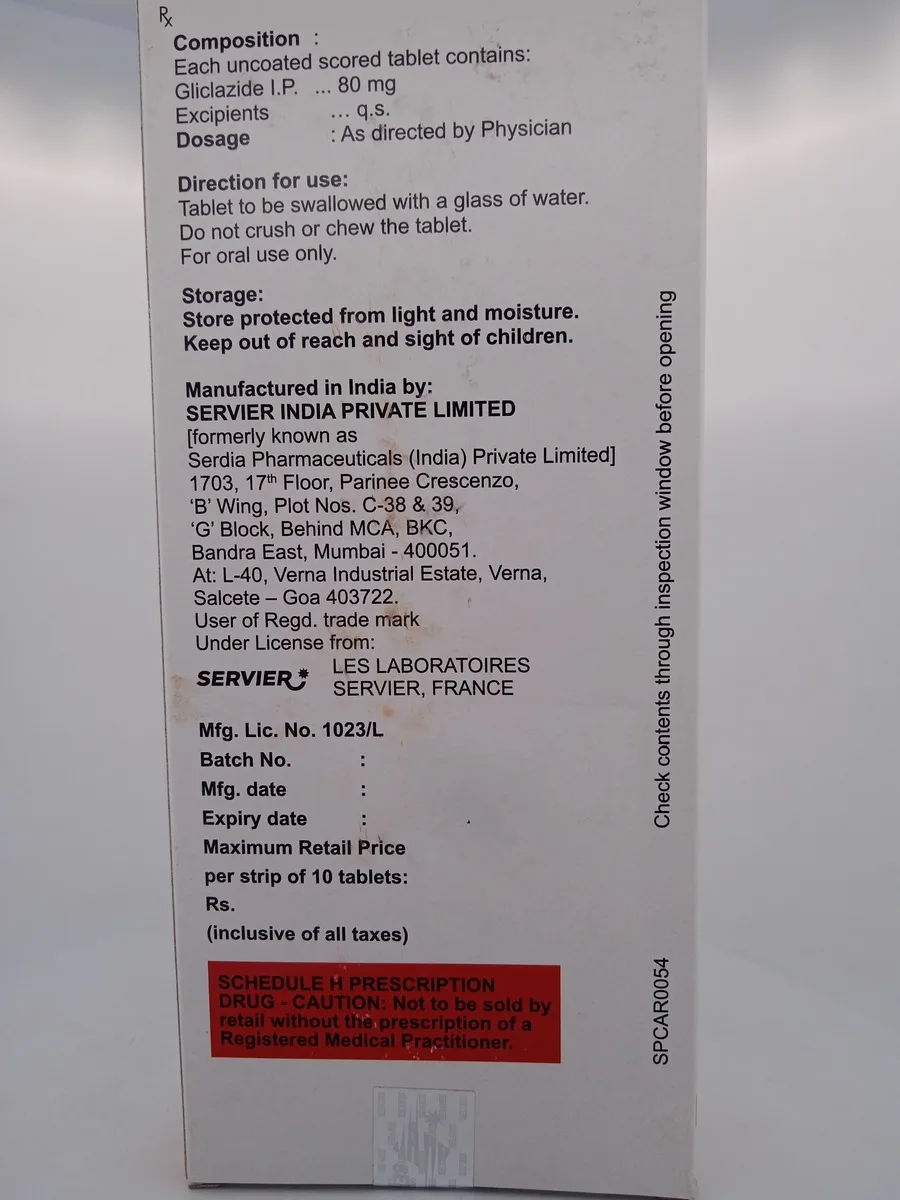 Rx
Composition :
Each uncoated scored tablet contains:
Gliclazide I.P. ... 80 mg
Excipients ... q.s.
Dosage : As directed by Physician
Direction for use:
Tablet to be swallowed with a glass of water.
Do not crush or chew the tablet.
For oral use only.
Storage:
Store protected from light and moisture.
Keep out of reach and sight of children.
Manufactured in India by:
SERVIER INDIA PRIVATE LIMITED
[formerly known as
Serdia Pharmaceuticals (India) Private Limited]
1703, 17th Floor, Parinee Crescenzo,
‘B’ Wing, Plot Nos. C-38 & 39,
‘G’ Block, Behind MCA, BKC,
Bandra East, Mumbai - 400051.
At: L-40, Verna Industrial Estate, Verna,
Salcete – Goa 403722.
User of Regd. trade mark
Under License from:
SERVIER LES LABORATOIRES
SERVIER, FRANCE
Mfg. Lic. No. 1023/L
Batch No. :
Mfg. date :
Expiry date :
Maximum Retail Price
per strip of 10 tablets:
Rs.
(inclusive of all taxes)
SCHEDULE H PRESCRIPTION
DRUG - CAUTION: Not to be sold by
retail without the prescription of a
Registered Medical Practitioner.
Check contents through inspection window before opening
SPCAR0054